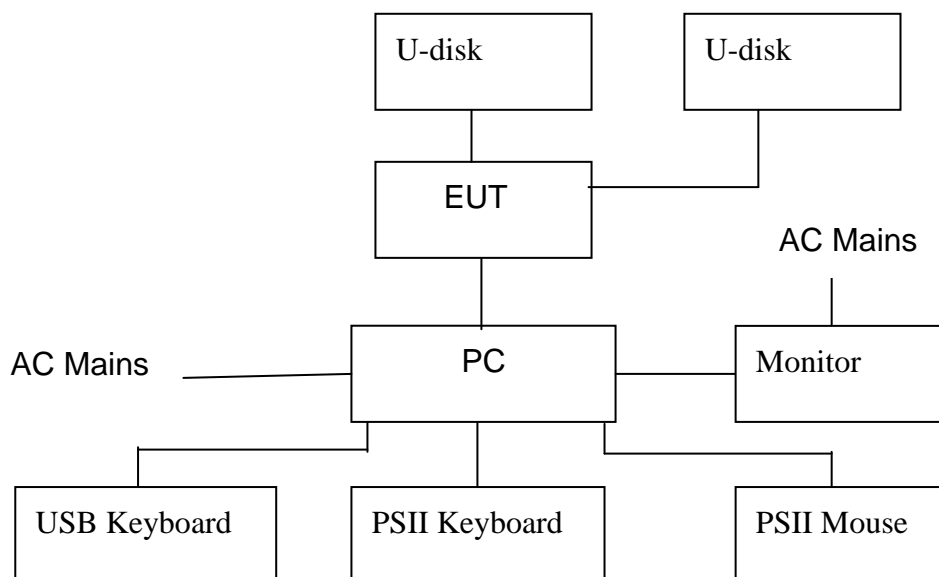 U-disk
U-disk
EUT
AC Mains
AC Mains
PC
Monitor
USB Keyboard
PSII Keyboard
PSII Mouse